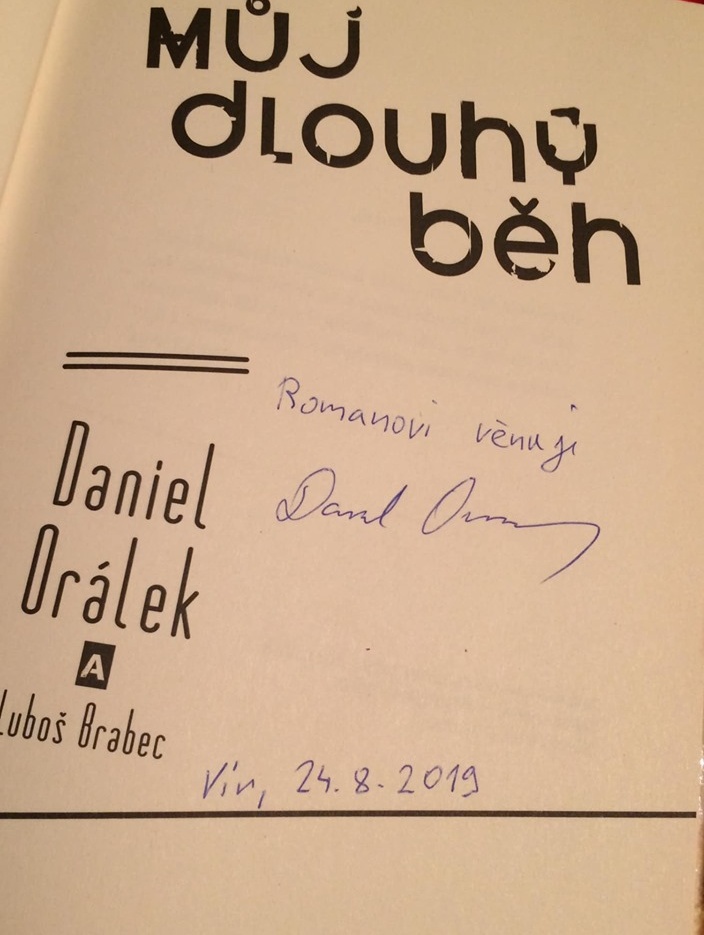 MŮJ
dlouhý
běh
Romanovi věnuji
Daniel
Orálek
A
Luboš Brabec
Vír, 24. 8. 2019